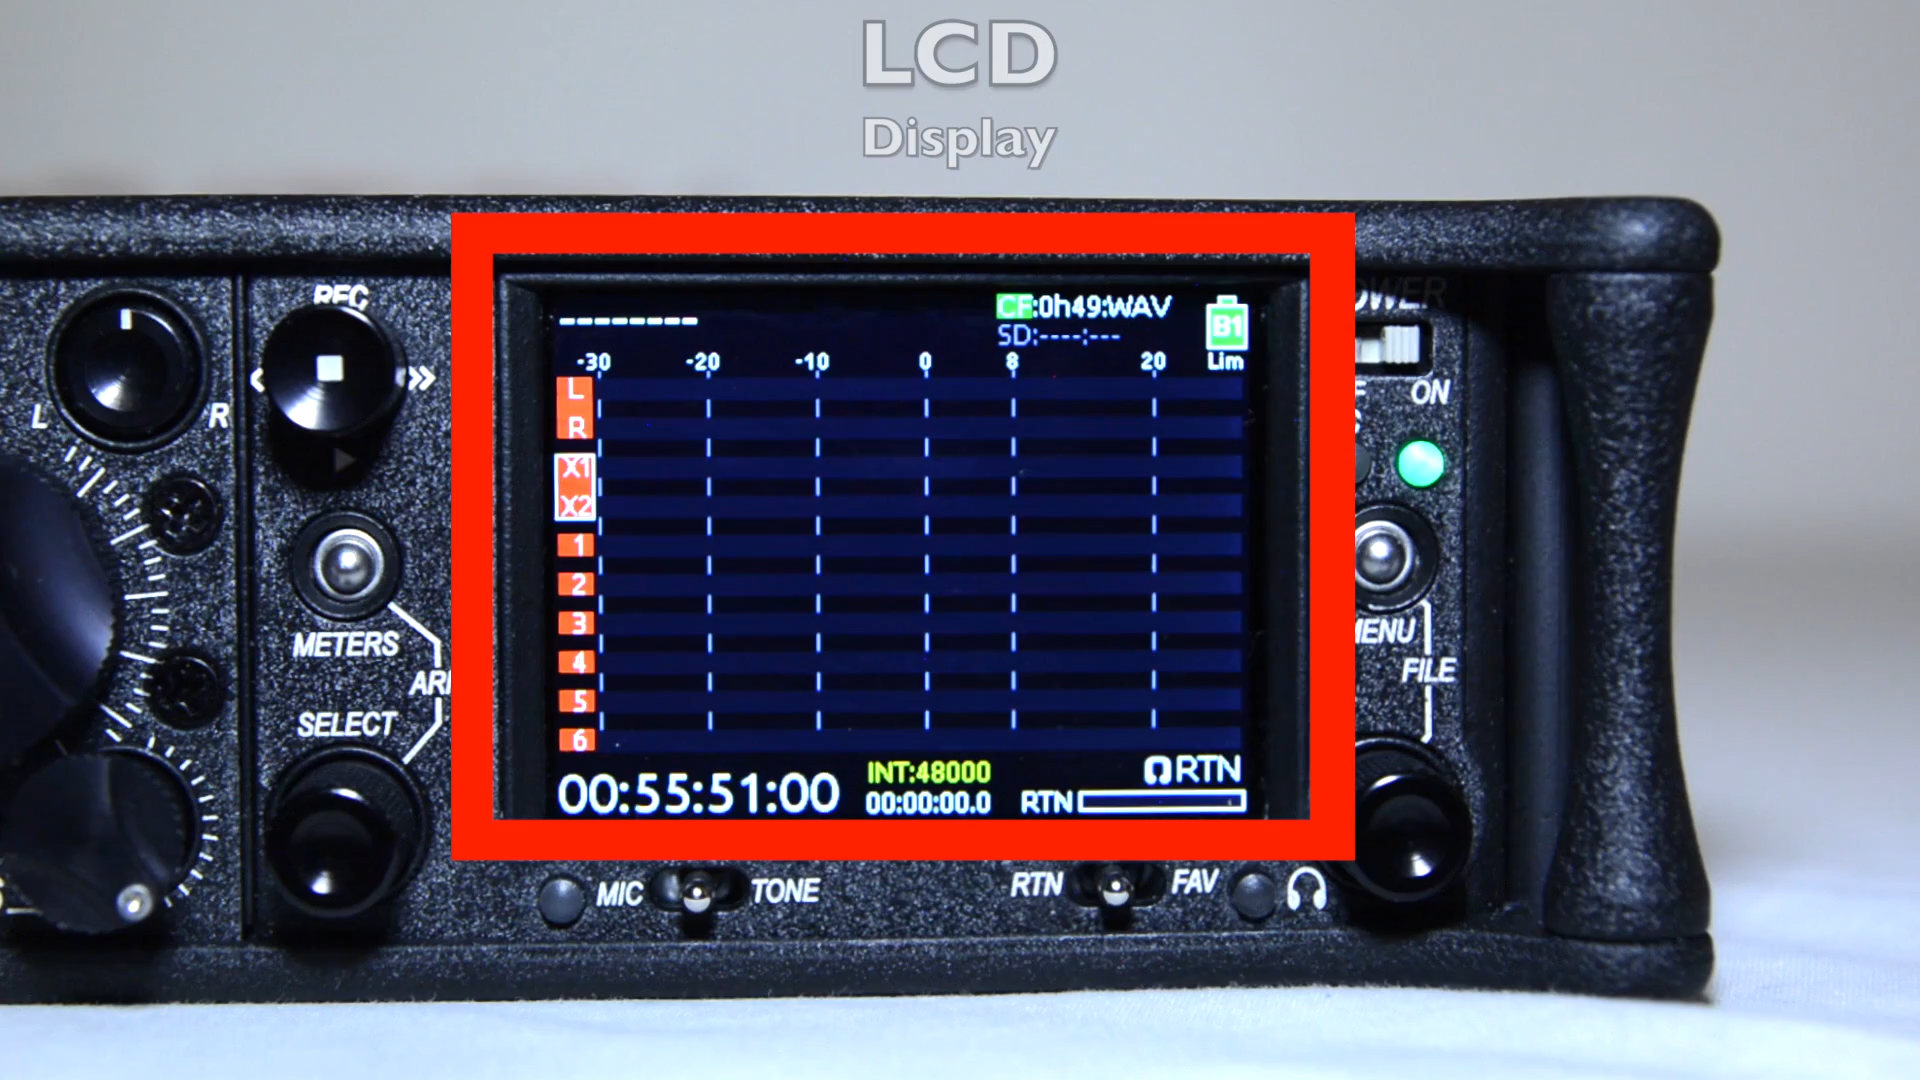 LCD
Display
REC
L
R
METERS
SELECT
CF:0h49:WAV
SD:----:---
B1
-30 -20 -10 0 8 20 Lim
L
R
X1
X2
1
2
3
4
5
6
00:55:51:00
INT:48000
00:00:00.0
RTN
RTN
ON
FILE
MIC
TONE
RTN
FAV